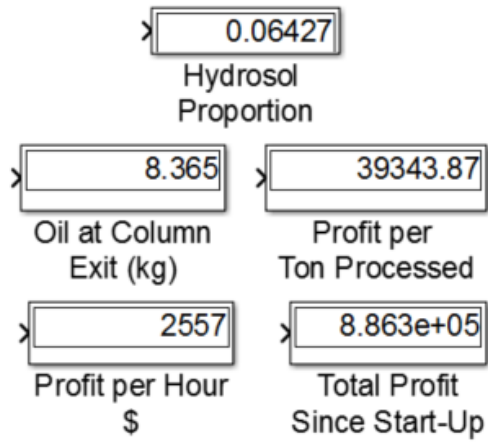 0.06427
Hydrosol
Proportion
8.365
Oil at Column
Exit (kg)
39343.87
Profit per
Ton Processed
2557
Profit per Hour
$
8.863e+05
Total Profit
Since Start-Up